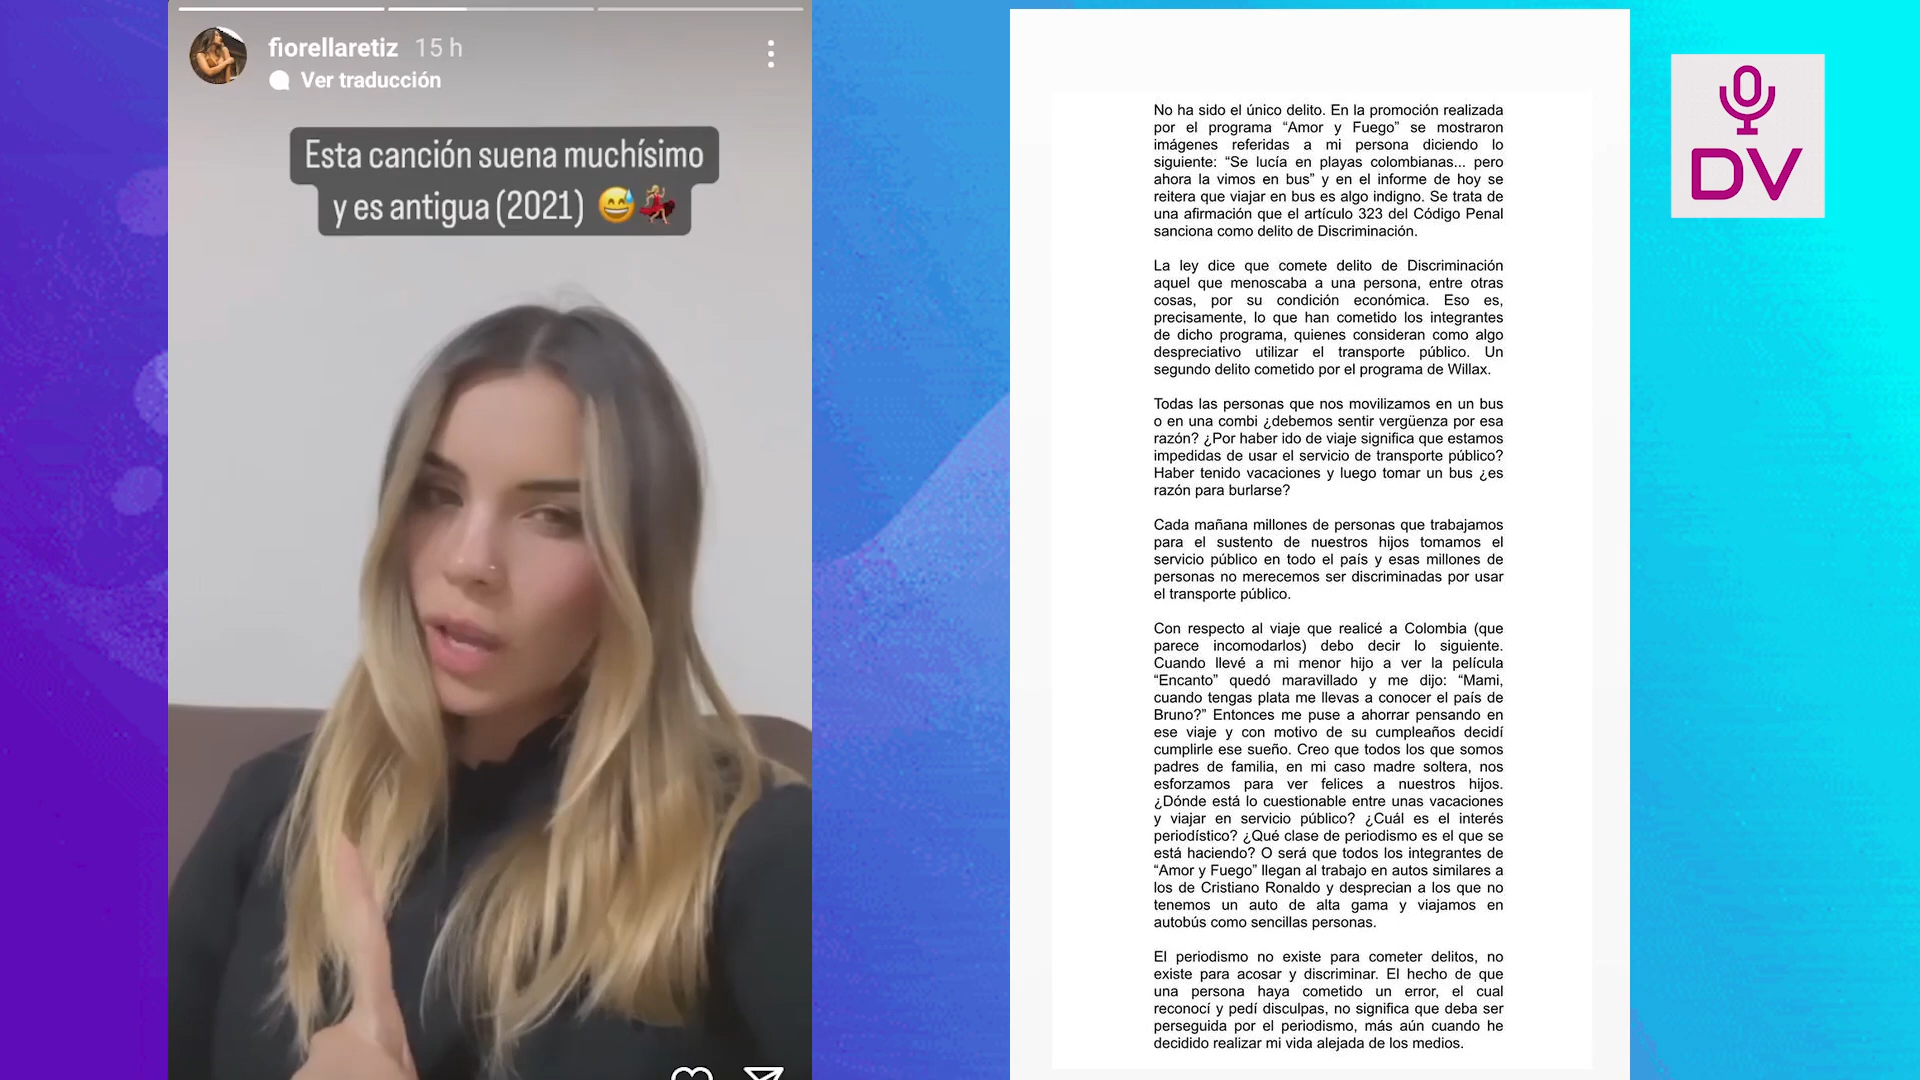 fiorellaretiz 15 h
Ver traducción
Esta canción suena muchísimo
y es antigua (2021) 😅💃
No ha sido el único delito. En la promoción realizada
por el programa “Amor y Fuego” se mostraron
imágenes referidas a mi persona diciendo lo
siguiente: “Se lucía en playas colombianas... pero
ahora la vimos en bus” y en el informe de hoy se
reitera que viajar en bus es algo indigno. Se trata de
una afirmación que el artículo 323 del Código Penal
sanciona como delito de Discriminación.
La ley dice que comete delito de Discriminación
aquel que menoscaba a una persona, entre otras
cosas, por su condición económica. Eso es,
precisamente, lo que han cometido los integrantes
de dicho programa, quienes consideran como algo
despreciativo utilizar el transporte público. Un
segundo delito cometido por el programa de Willax.
Todas las personas que nos movilizamos en un bus
o en una combi ¿debemos sentir vergüenza por esa
razón? ¿Por haber ido de viaje significa que estamos
impedidas de usar el servicio de transporte público?
Haber tenido vacaciones y luego tomar un bus ¿es
razón para burlarse?
Cada mañana millones de personas que trabajamos
para el sustento de nuestros hijos tomamos el
servicio público en todo el país y esas millones de
personas no merecemos ser discriminadas por usar
el transporte público.
Con respecto al viaje que realicé a Colombia (que
parece incomodarlos) debo decir lo siguiente.
Cuando llevé a mi menor hijo a ver la película
“Encanto” quedó maravillado y me dijo: “Mami,
cuando tengas plata me llevas a conocer el país de
Bruno?” Entonces me puse a ahorrar pensando en
ese viaje y con motivo de su cumpleaños decidí
cumplirle ese sueño. Creo que todos los que somos
padres de familia, en mi caso madre soltera, nos
esforzamos para ver felices a nuestros hijos.
¿Dónde está lo cuestionable entre unas vacaciones
y viajar en servicio público? ¿Cuál es el interés
periodístico? ¿Qué clase de periodismo es el que se
está haciendo? O será que todos los integrantes de
“Amor y Fuego” llegan al trabajo en autos similares a
los de Cristiano Ronaldo y desprecian a los que no
tenemos un auto de alta gama y viajamos en
autobús como sencillas personas.
El periodismo no existe para cometer delitos, no
existe para acosar y discriminar. El hecho de que
una persona haya cometido un error, el cual
reconocí y pedí disculpas, no significa que deba ser
perseguida por el periodismo, más aún cuando he
decidido realizar mi vida alejada de los medios.
DV